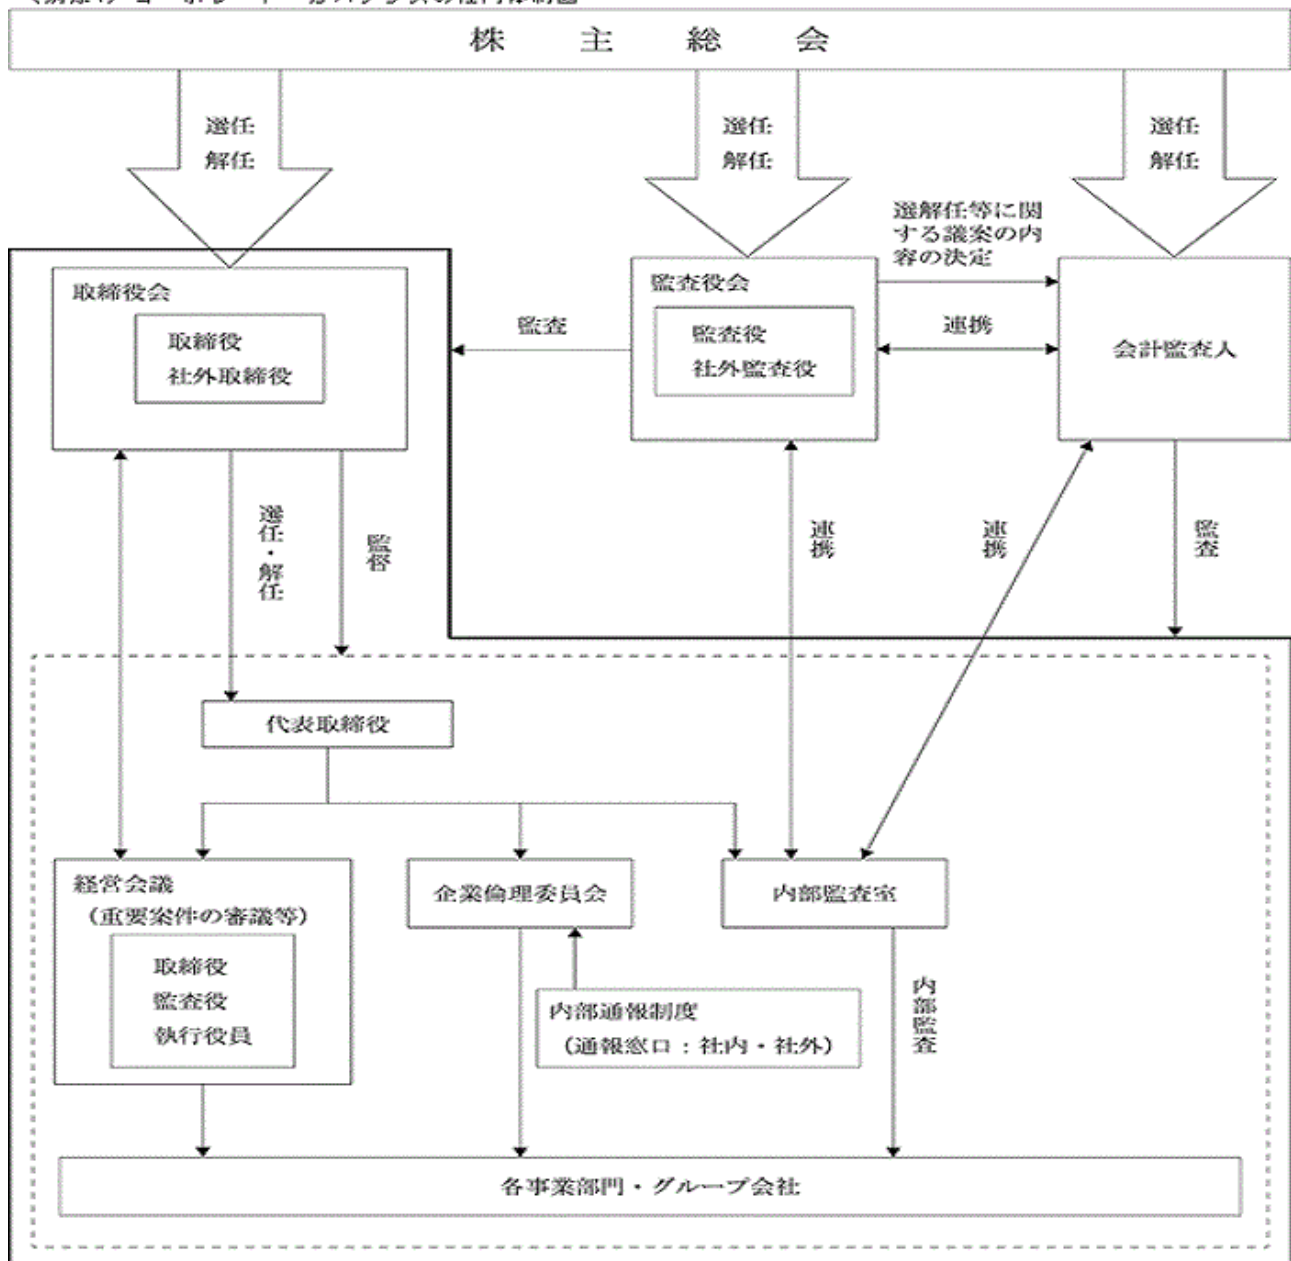 株主総会
選任
解任
選任
解任
選任
解任
選解任等に関
する議案の内
容の決定
取締役会
取締役
社外取締役
監査
監査役会
監査役
社外監査役
連携
会計監査人
選任・解任
監督
連携
連携
監査
代表取締役
経営会議
（重要案件の審議等）
取締役
監査役
執行役員
企業倫理委員会
内部監査室
内部通報制度
（通報窓口：社内・社外）
内部監査
各事業部門・グループ会社